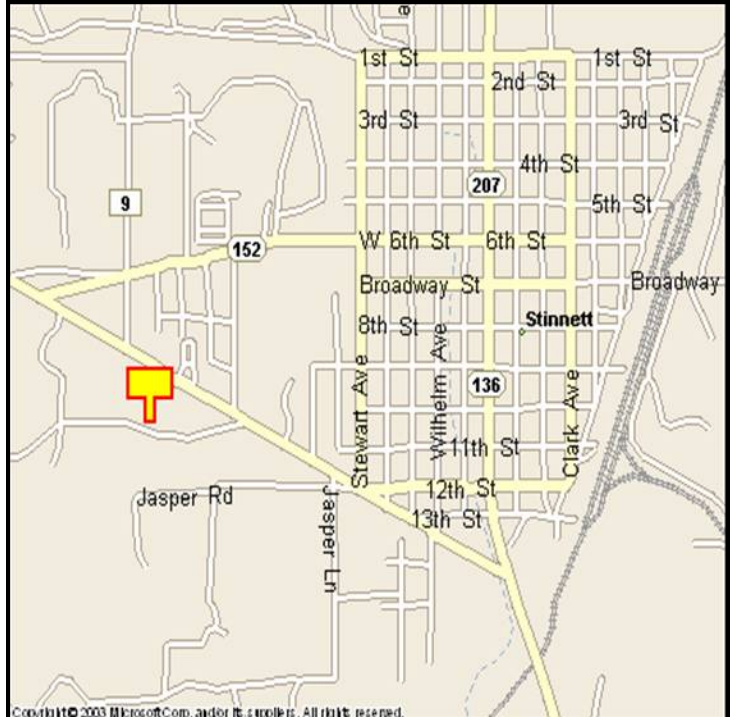 a
1st St
1st St
2nd St
3rd St
3rd St
4th St
207
9
5th St
152
W 6th St
6th St
Broadway St
Broadway
Stinnett
8th St
Wilhelm Ave
Stewart Ave
136
Clark Ave
11th St
12th St
Jasper Rd
Jasper Ln
13th St
Copyright © 2003 Microsoft Corp. and/or its suppliers. All rights reserved.